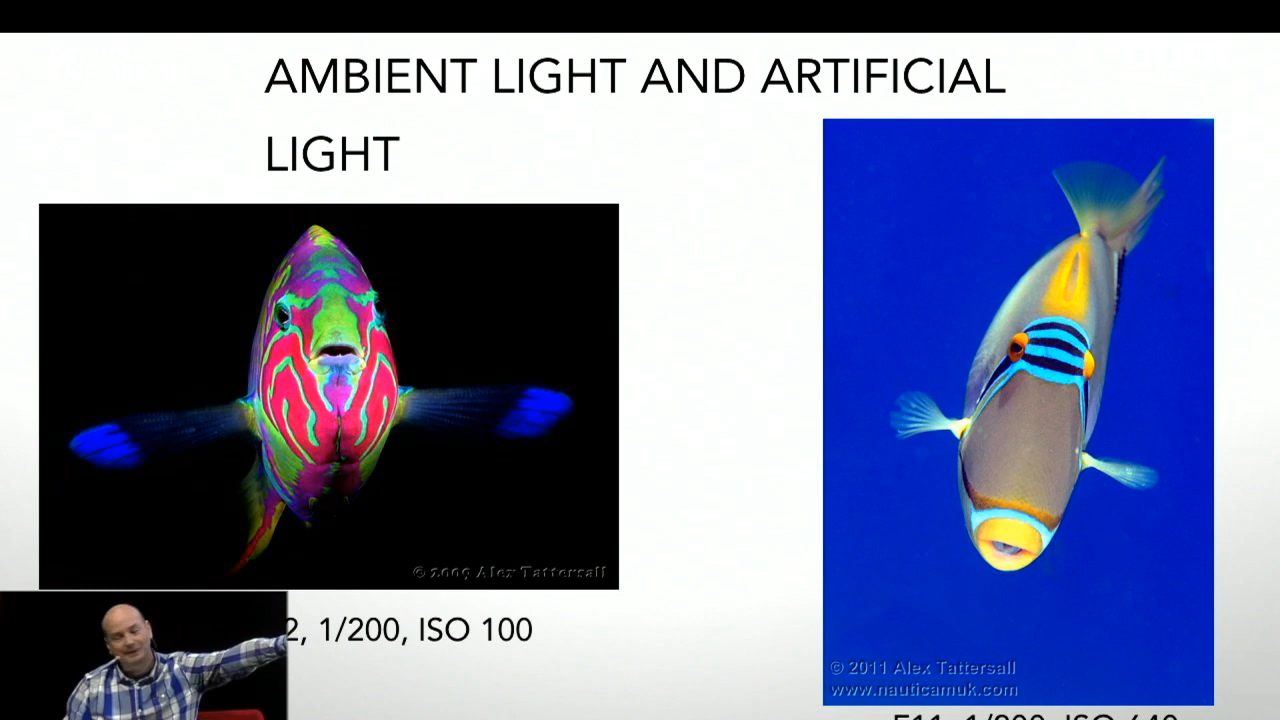 AMBIENT LIGHT AND ARTIFICIAL
LIGHT
© 2009 Alex Tattersall
2, 1/200, ISO 100
© 2011 Alex Tattersall
www.nauticamuk.com